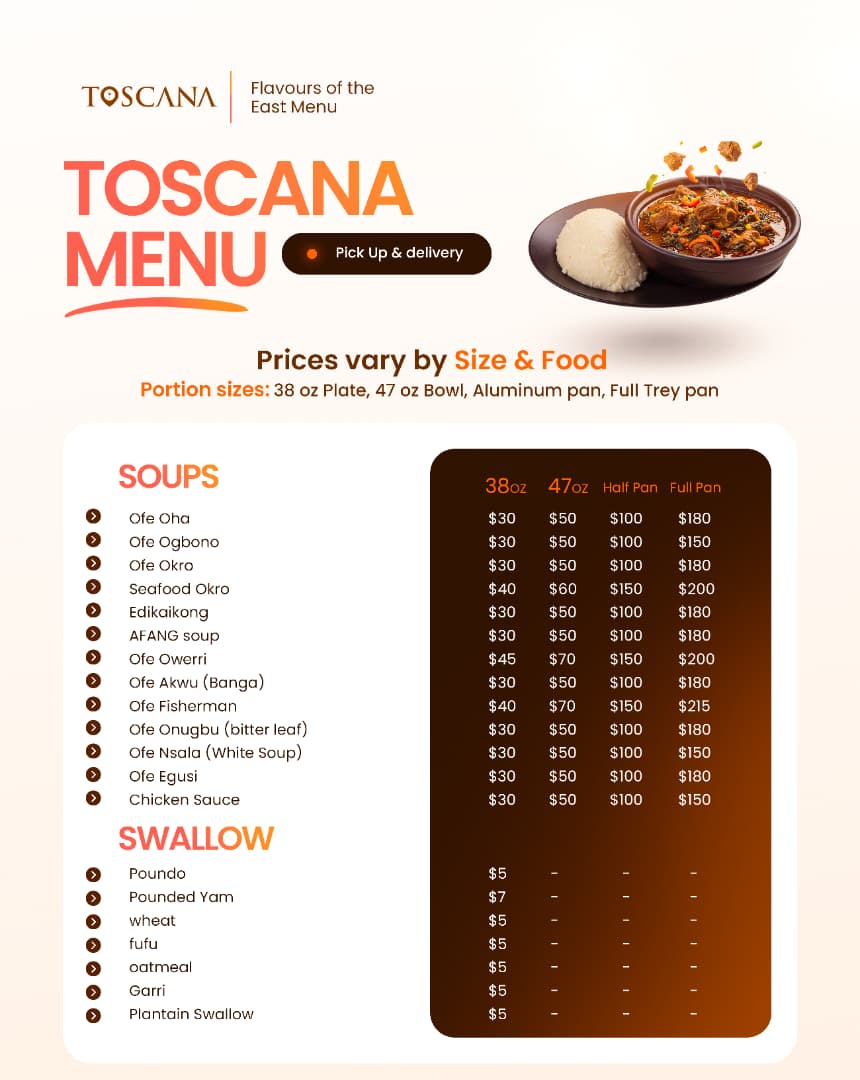 TOSCANA
Flavours of the
East Menu
TOSCANA
MENU
Pick Up & delivery
Prices vary by Size & Food
Portion sizes: 38 oz Plate, 47 oz Bowl, Aluminum pan, Full Trey pan
SOUPS 38oz 47oz Half Pan Full Pan
Ofe Oha $30 $50 $100 $180
Ofe Ogbono $30 $50 $100 $150
Ofe Okro $30 $50 $100 $180
Seafood Okro $40 $60 $150 $200
Edikaikong $30 $50 $100 $180
AFANG soup $30 $50 $100 $180
Ofe Owerri $45 $70 $150 $200
Ofe Akwu (Banga) $30 $50 $100 $180
Ofe Fisherman $40 $70 $150 $215
Ofe Onugbu (bitter leaf) $30 $50 $100 $180
Ofe Nsala (White Soup) $30 $50 $100 $150
Ofe Egusi $30 $50 $100 $180
Chicken Sauce $30 $50 $100 $150
SWALLOW
Poundo $5 - - -
Pounded Yam $7 - - -
wheat $5 - - -
fufu $5 - - -
oatmeal $5 - - -
Garri $5 - - -
Plantain Swallow $5 - - -